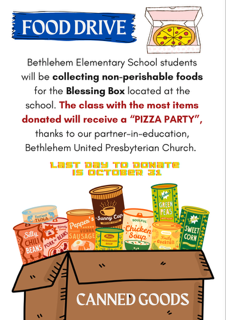 FOOD DRIVE
Bethlehem Elementary School students
will be collecting non-perishable foods
for the Blessing Box located at the
school. The class with the most items
donated will receive a "PIZZA PARTY",
thanks to our partner-in-education,
Bethlehem United Presbyterian Church.
LAST DAY TO DONATE
IS OCTOBER 31
CHILI
BEANS
SAUSAGE
Sunny Cup
Chicken
Soup
GREEN
PEA
SWEET
CORN
CANNED GOODS